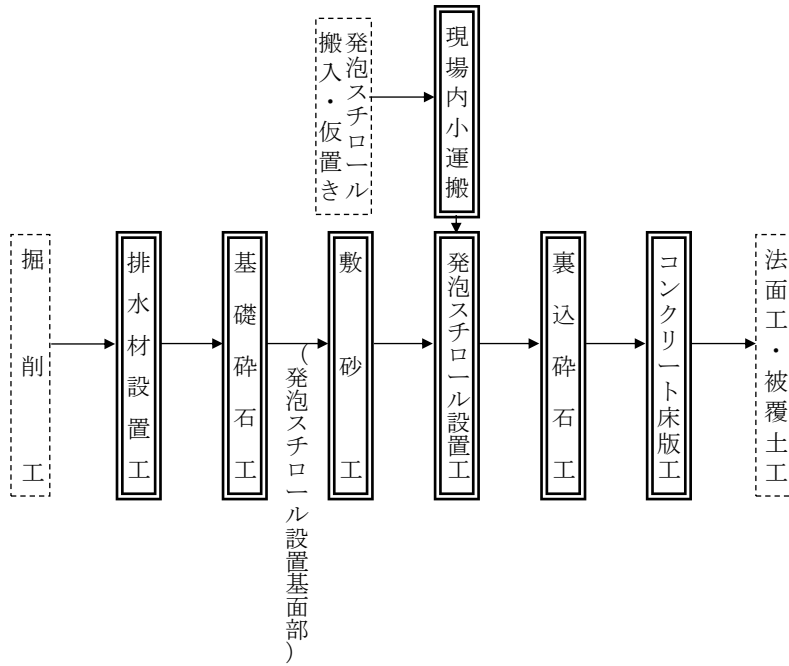 発泡スチロール
搬入・仮置き
現場内小運搬
掘削工
排水材設置工
基礎砕石工
（発泡スチロール設置基面部）
敷砂工
発泡スチロール設置工
裏込砕石工
コンクリート床版工
法面工・被覆土工